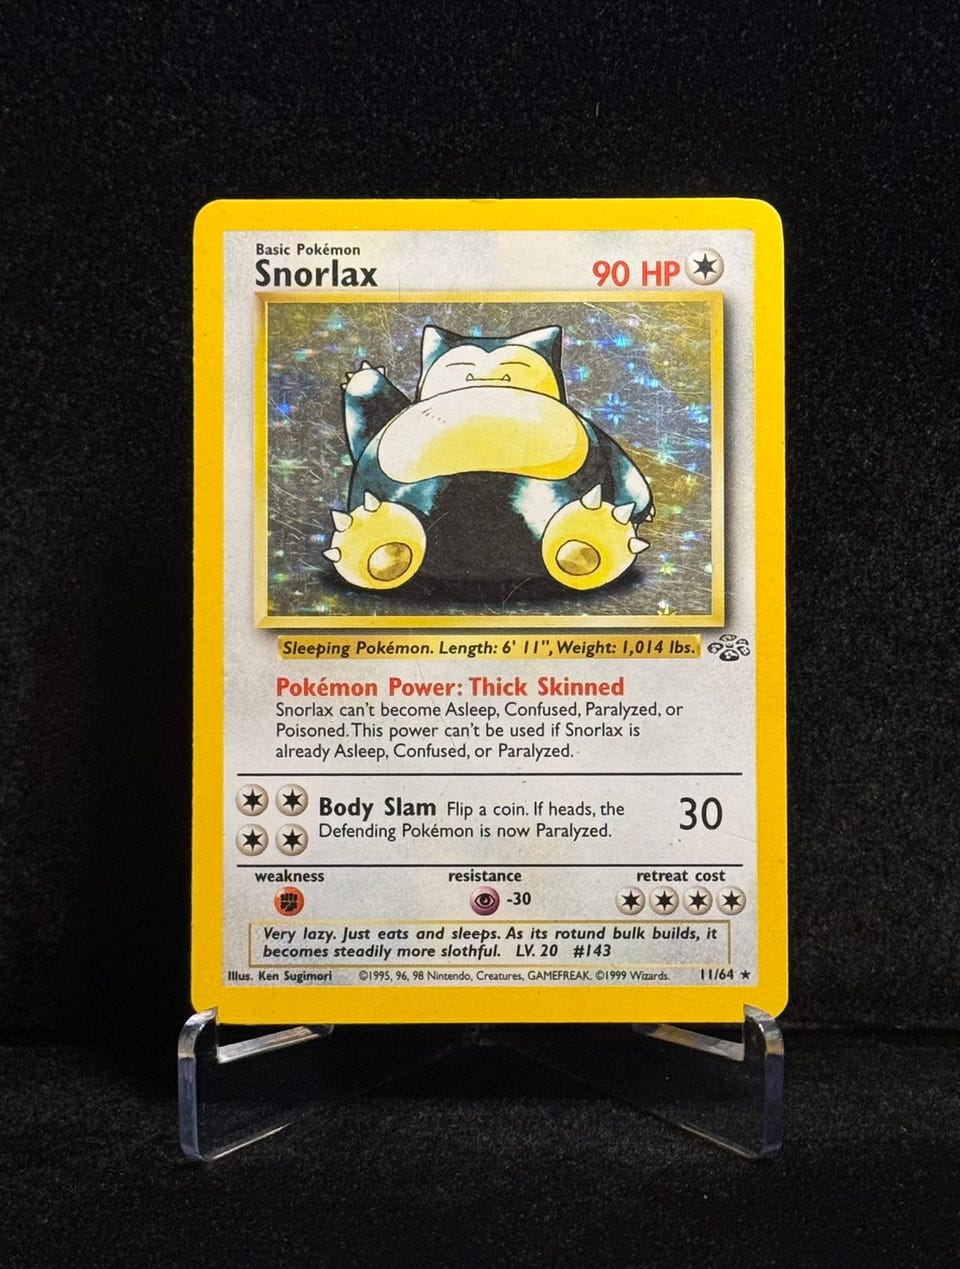 Basic Pokémon
Snorlax
90 HP
Sleeping Pokémon. Length: 6' 11", Weight: 1,014 lbs.
Pokémon Power: Thick Skinned
Snorlax can't become Asleep, Confused, Paralyzed, or
Poisoned. This power can't be used if Snorlax is
already Asleep, Confused, or Paralyzed.
Body Slam Flip a coin. If heads, the
Defending Pokémon is now Paralyzed.
30
weakness
resistance
retreat cost
-30
Very lazy. Just eats and sleeps. As its rotund bulk builds, it
becomes steadily more slothful. LV. 20 #143
Illus. Ken Sugimori ©1995, 96, 98 Nintendo, Creatures, GAMEFREAK. ©1999 Wizards. 11/64 ★